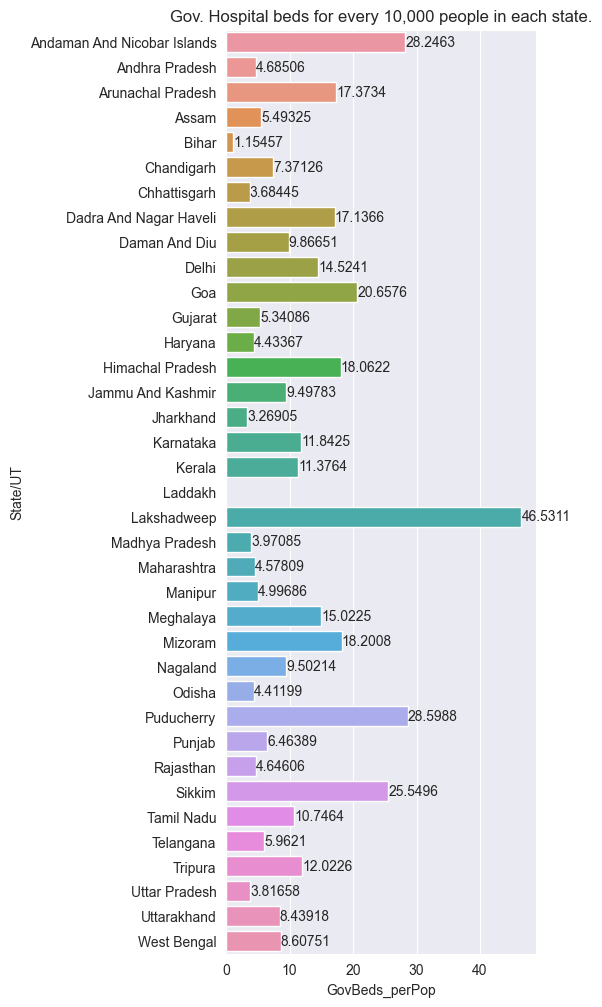 Gov. Hospital beds for every 10,000 people in each state.
Andaman And Nicobar Islands 28.2463
Andhra Pradesh 4.68506
Arunachal Pradesh 17.3734
Assam 5.49325
Bihar 1.15457
Chandigarh 7.37126
Chhattisgarh 3.68445
Dadra And Nagar Haveli 17.1366
Daman And Diu 9.86651
Delhi 14.5241
Goa 20.6576
Gujarat 5.34086
Haryana 4.43367
Himachal Pradesh 18.0622
Jammu And Kashmir 9.49783
Jharkhand 3.26905
Karnataka 11.8425
Kerala 11.3764
Laddakh
State/UT
Lakshadweep 46.5311
Madhya Pradesh 3.97085
Maharashtra 4.57809
Manipur 4.99686
Meghalaya 15.0225
Mizoram 18.2008
Nagaland 9.50214
Odisha 4.41199
Puducherry 28.5988
Punjab 6.46389
Rajasthan 4.64606
Sikkim 25.5496
Tamil Nadu 10.7464
Telangana 5.9621
Tripura 12.0226
Uttar Pradesh 3.81658
Uttarakhand 8.43918
West Bengal 8.60751
0 10 20 30 40
GovBeds_perPop